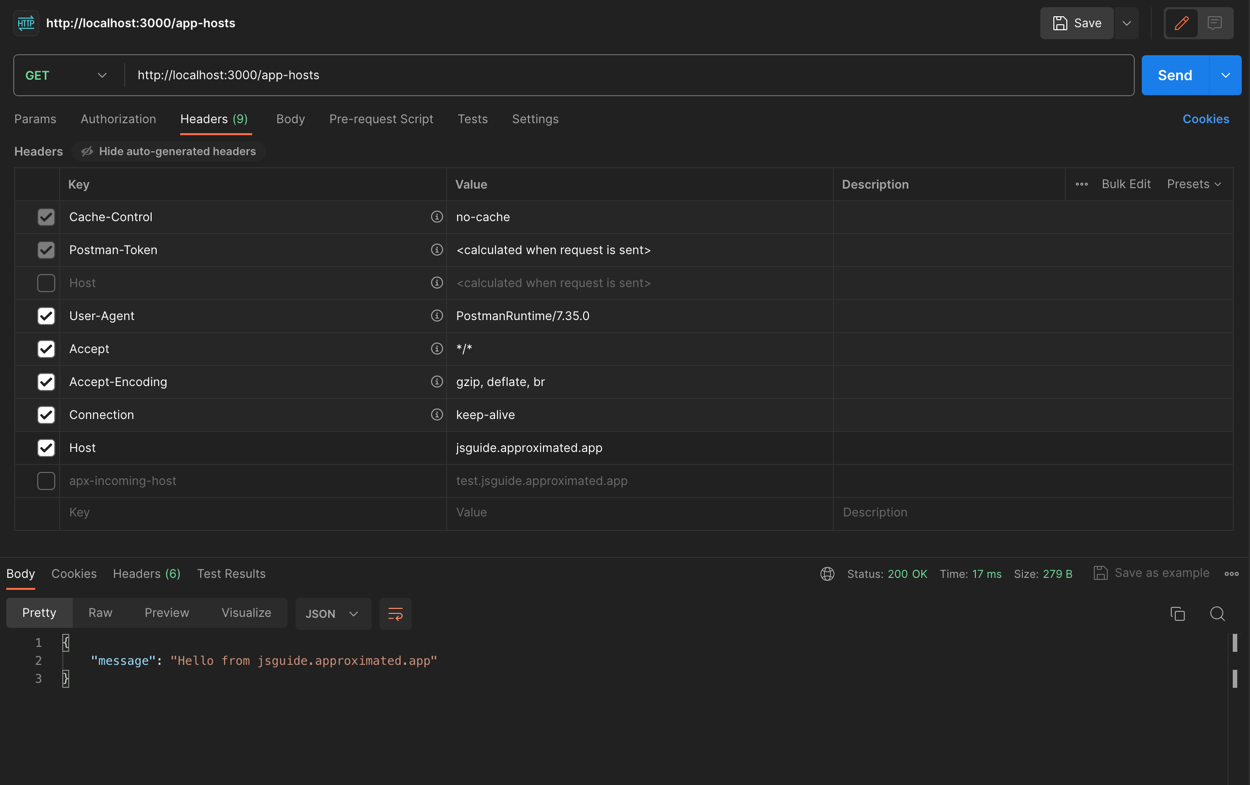 HTTP http://localhost:3000/app-hosts Save
GET http://localhost:3000/app-hosts Send
Params Authorization Headers (9) Body Pre-request Script Tests Settings Cookies
Headers Hide auto-generated headers
Key Value Description Bulk Edit Presets
Cache-Control no-cache
Postman-Token <calculated when request is sent>
Host <calculated when request is sent>
User-Agent PostmanRuntime/7.35.0
Accept */*
Accept-Encoding gzip, deflate, br
Connection keep-alive
Host jsguide.approximated.app
apx-incoming-host test.jsguide.approximated.app
Key Value Description
Body Cookies Headers (6) Test Results Status: 200 OK Time: 17 ms Size: 279 B Save as example
Pretty Raw Preview Visualize JSON
1 {
2 "message": "Hello from jsguide.approximated.app"
3 }